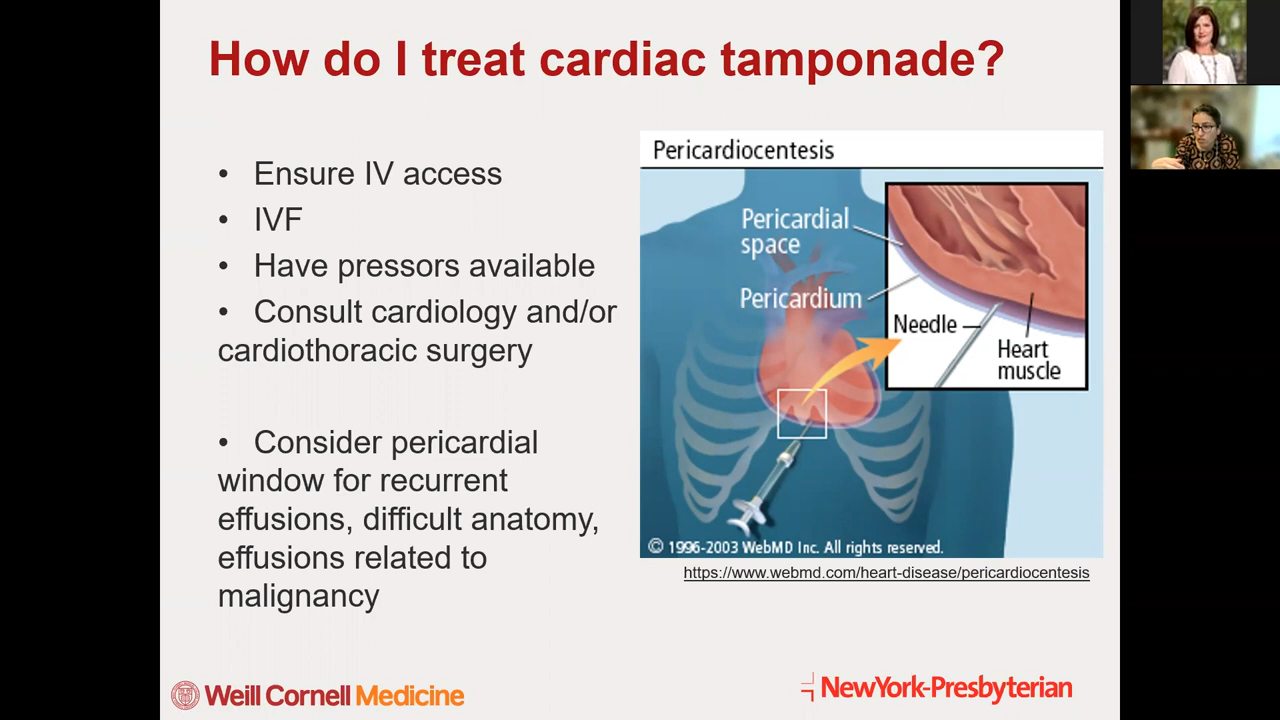 How do I treat cardiac tamponade?
• Ensure IV access
• IVF
• Have pressors available
• Consult cardiology and/or
cardiothoracic surgery
• Consider pericardial
window for recurrent
effusions, difficult anatomy,
effusions related to
malignancy
Pericardiocentesis
Pericardial
space
Pericardium
Needle
Heart
muscle
© 1996-2003 WebMD Inc. All rights reserved.
https://www.webmd.com/heart-disease/pericardiocentesis
Weill Cornell Medicine
NewYork-Presbyterian